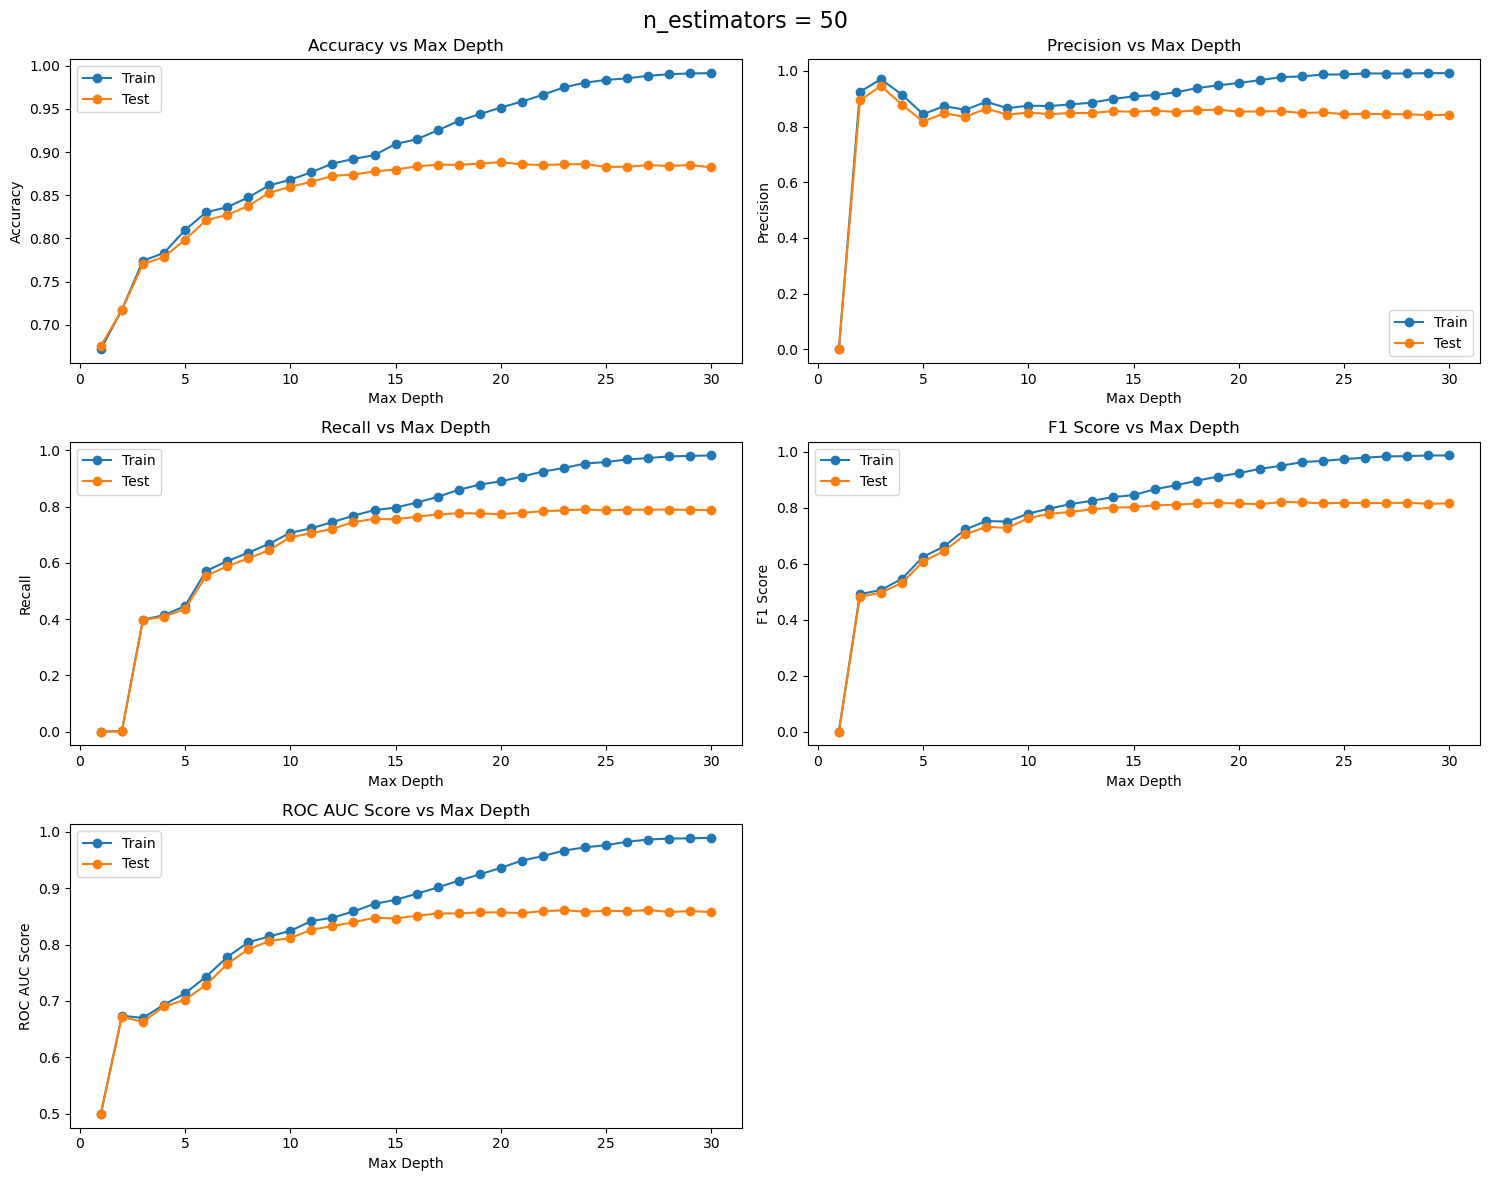 n_estimators = 50
Accuracy vs Max Depth
Accuracy
1.00
0.95
0.90
0.85
0.80
0.75
0.70
Train
Test
0 5 10 15 20 25 30
Max Depth
Precision vs Max Depth
Precision
1.0
0.8
0.6
0.4
0.2
0.0
Train
Test
0 5 10 15 20 25 30
Max Depth
Recall vs Max Depth
Recall
1.0
0.8
0.6
0.4
0.2
0.0
Train
Test
0 5 10 15 20 25 30
Max Depth
F1 Score vs Max Depth
F1 Score
1.0
0.8
0.6
0.4
0.2
0.0
Train
Test
0 5 10 15 20 25 30
Max Depth
ROC AUC Score vs Max Depth
ROC AUC Score
1.0
0.9
0.8
0.7
0.6
0.5
Train
Test
0 5 10 15 20 25 30
Max Depth